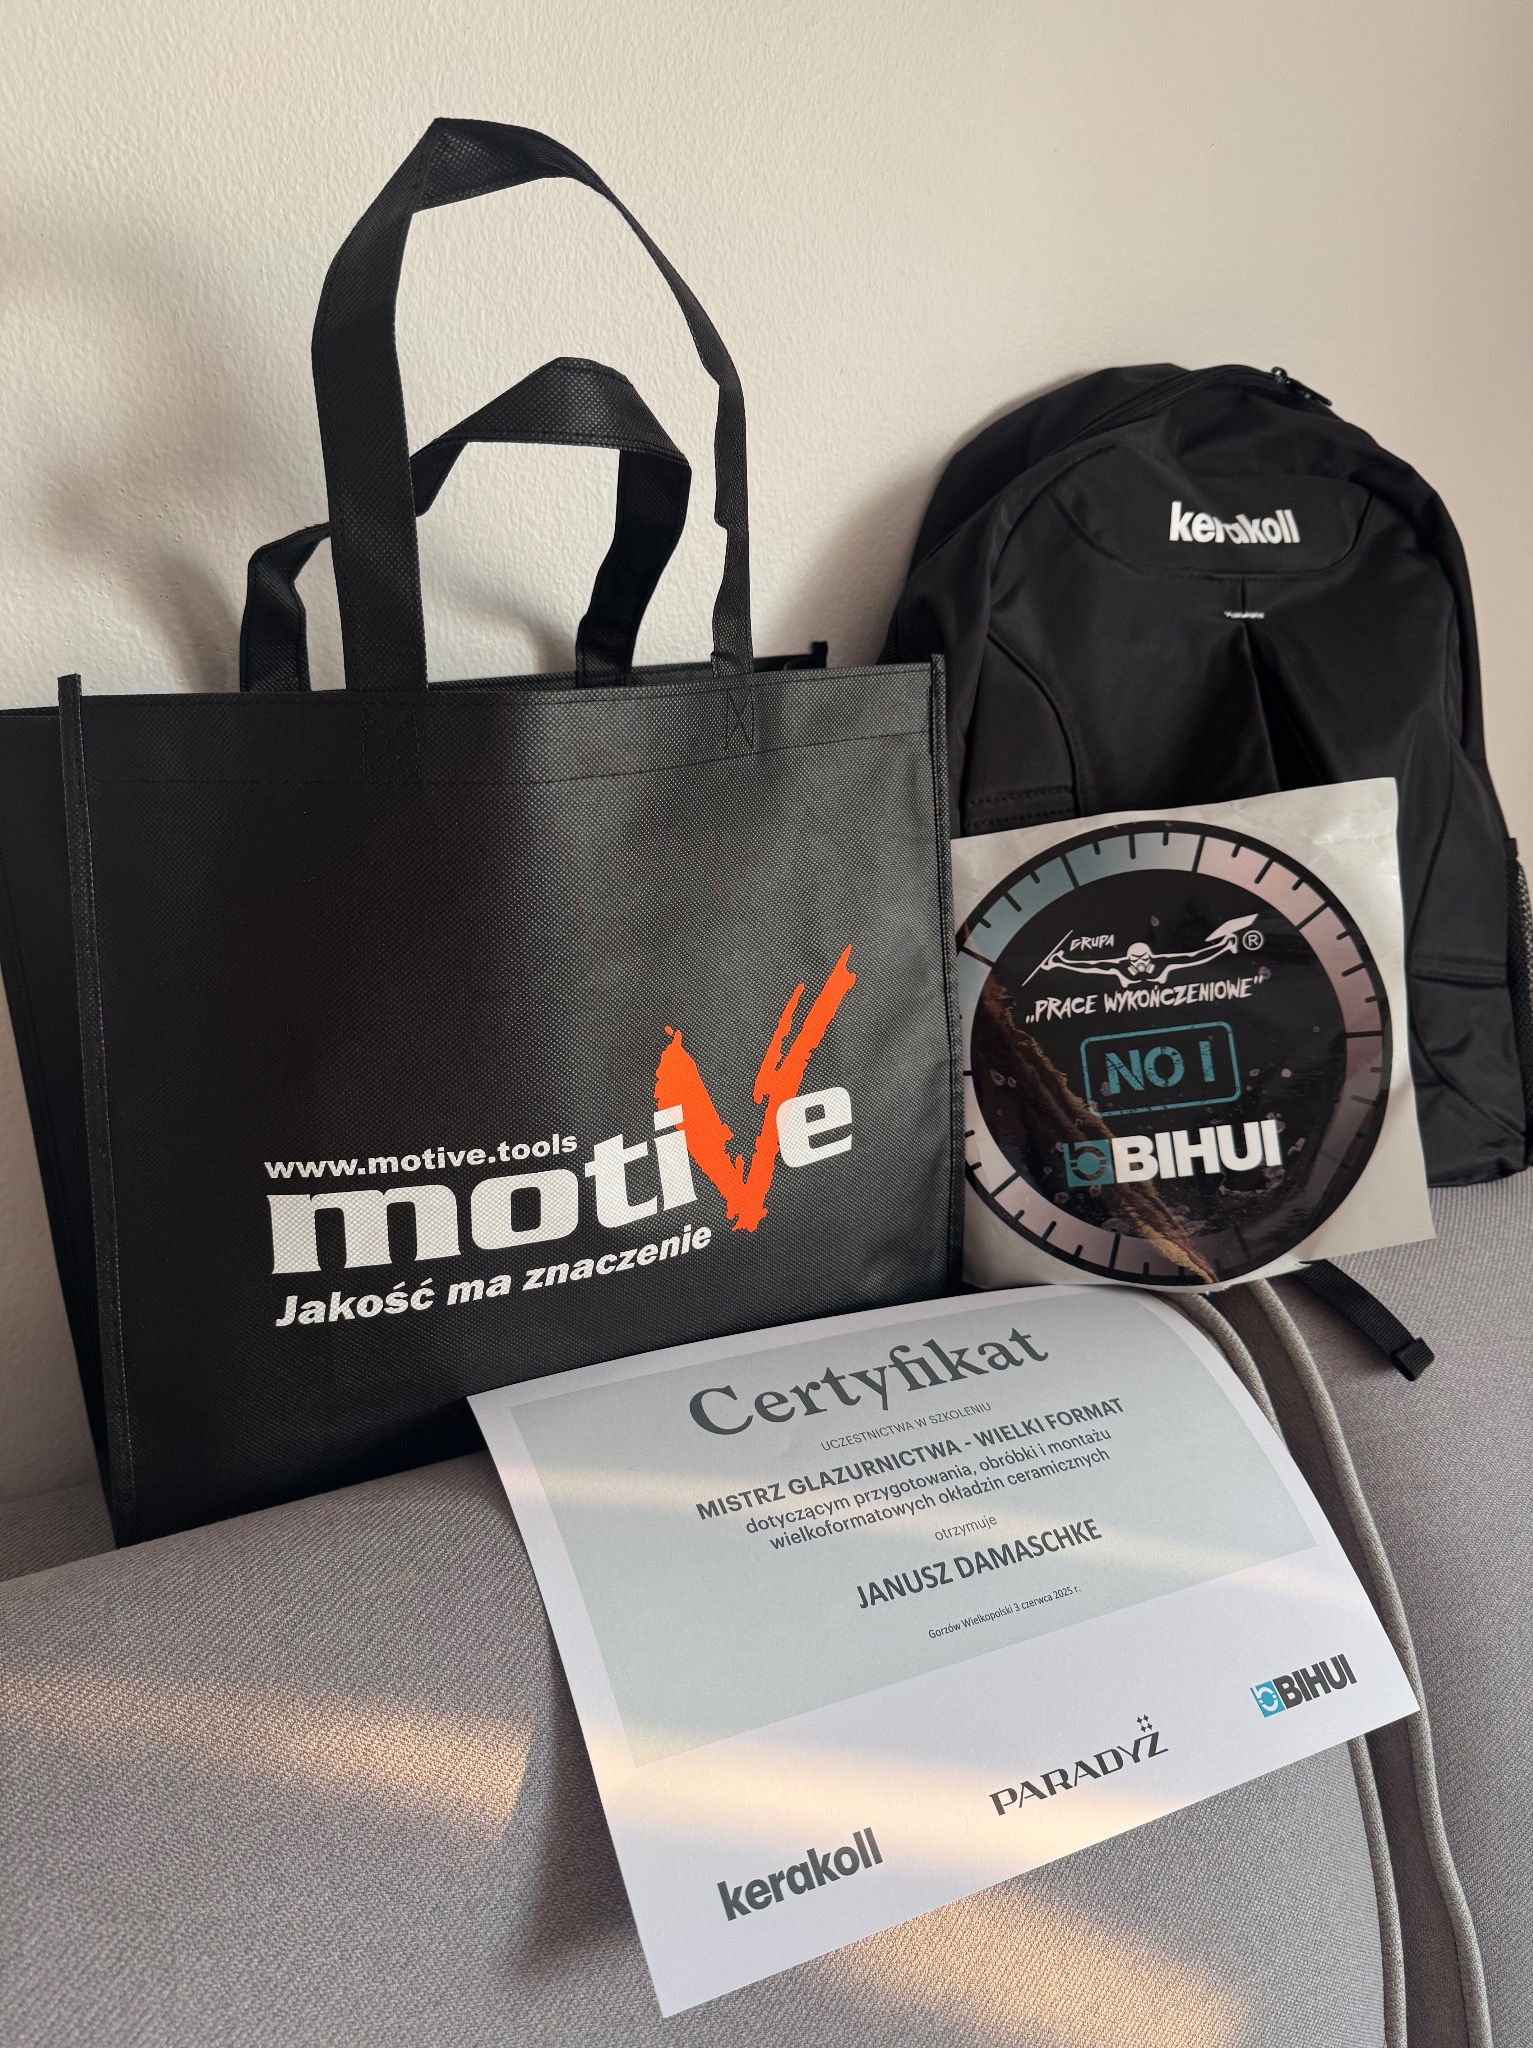 www.motive.tools
motive
Jakość ma znaczenie
kerakoll
GRUPA
®
„PRACE WYKOŃCZENIOWE"
NO 1
BIHUI
Certyfikat
UCZESTNICTWA W SZKOLENIU
MISTRZ GLAZURNICTWA - WIELKI FORMAT
dotyczącym przygotowania, obróbki i montażu
wielkoformatowych okładzin ceramicznych
otrzymuje
JANUSZ DAMASCHKE
Gorzów Wielkopolski 3 czerwca 2025 r.
kerakoll
PARADYŻ
BIHUI